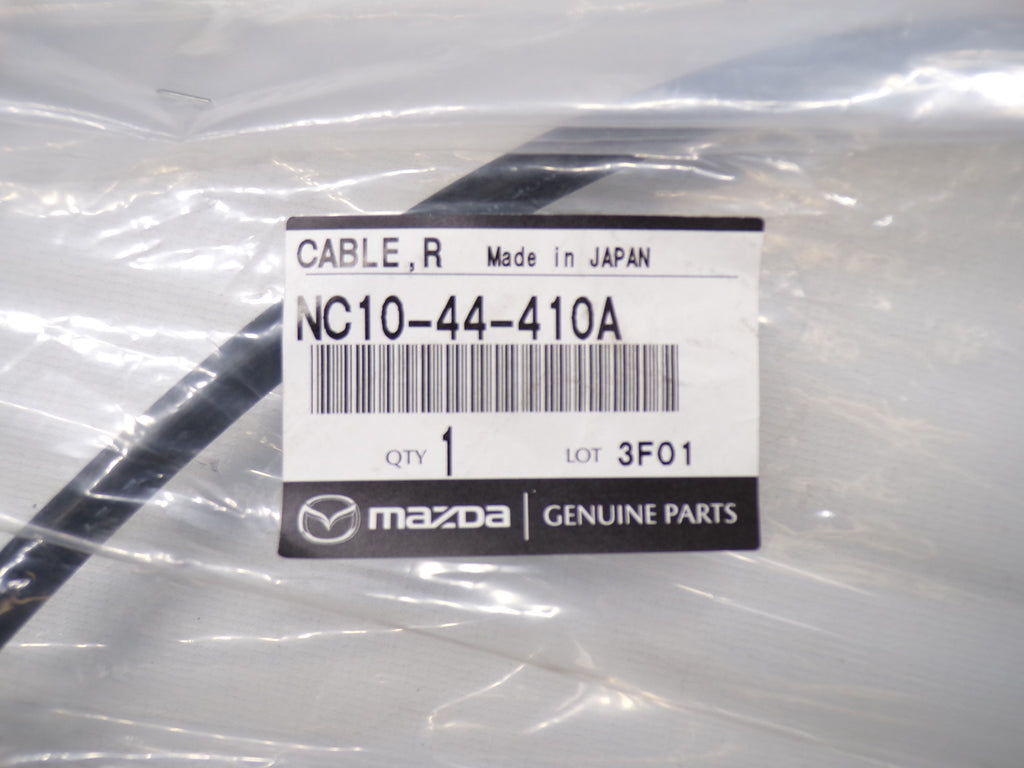 CABLE,R Made in JAPAN
NC10-44-410A
QTY 1 LOT 3F01
mazda GENUINE PARTS